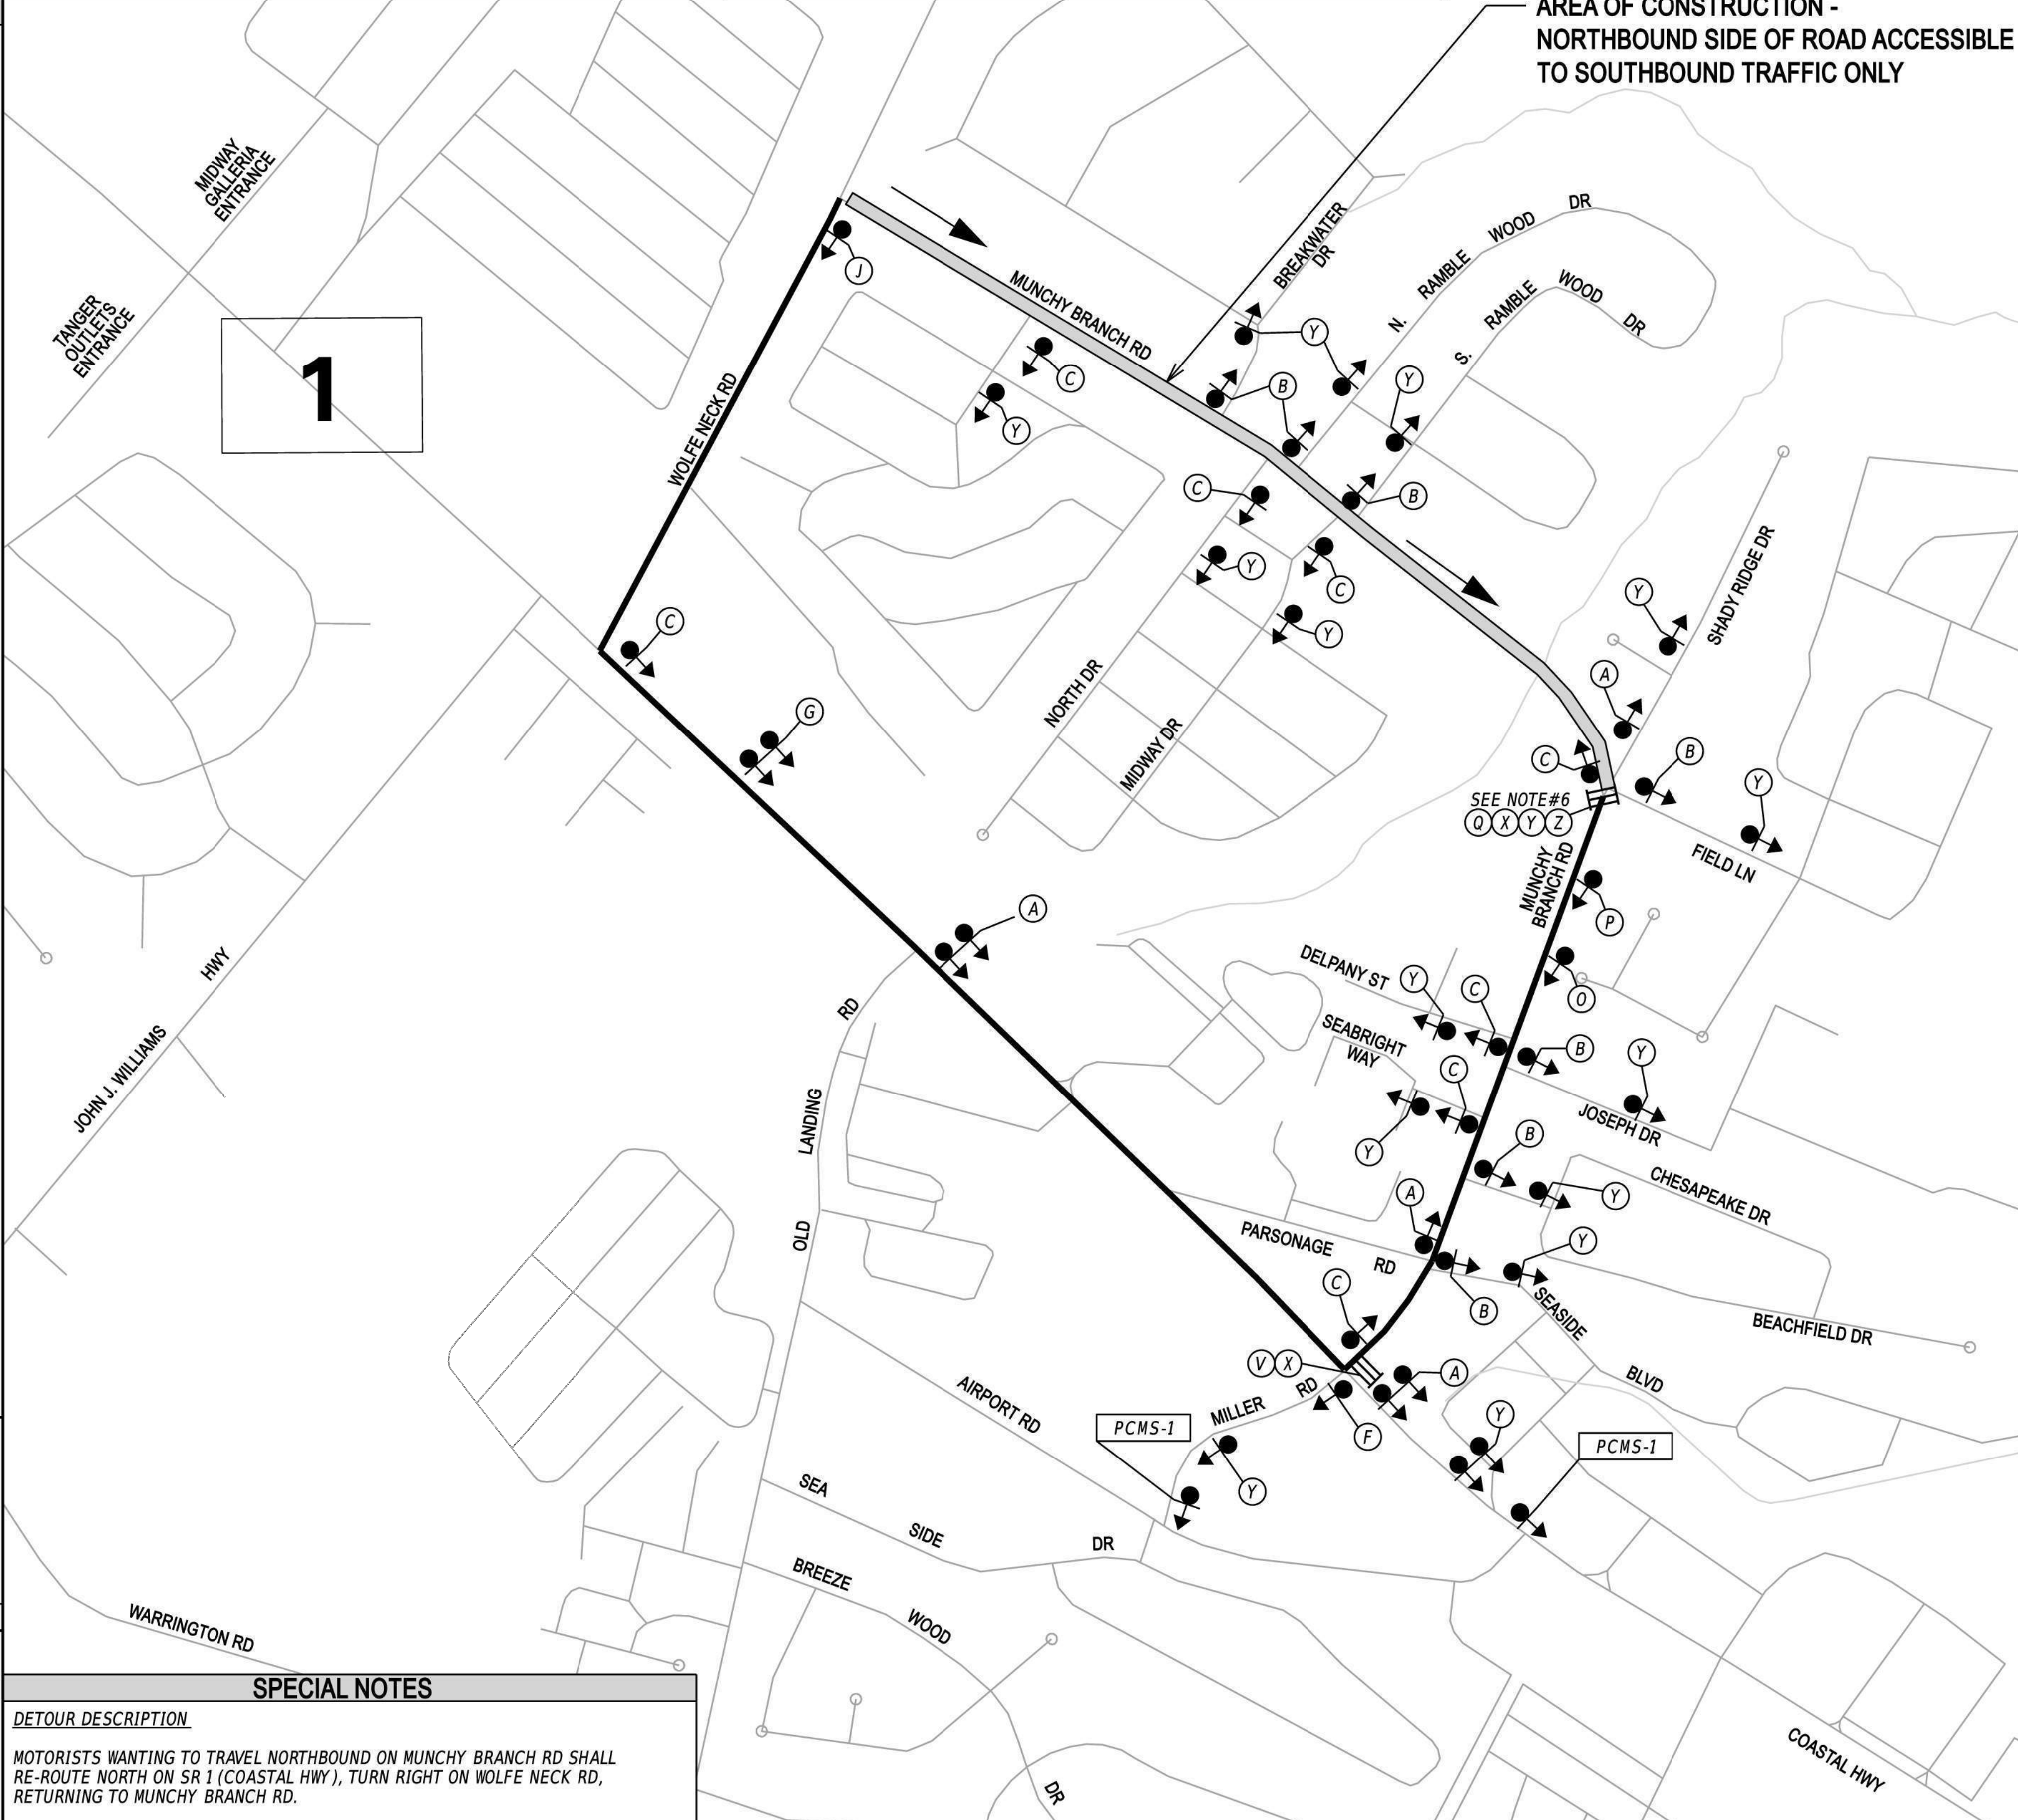 AREA OF CONSTRUCTION -
NORTHBOUND SIDE OF ROAD ACCESSIBLE
TO SOUTHBOUND TRAFFIC ONLY
MIDWAY
GALLERIA
ENTRANCE
TANGER
OUTLETS
ENTRANCE
1
J
MUNCHY BRANCH RD
BREAKWATER
DR
N. RAMBLE WOOD DR
S. RAMBLE WOOD DR
WOLFE NECK RD
C
Y
Y
B
Y
B
C
Y
C
Y
C
G
NORTH DR
MIDWAY DR
SHADY RIDGE DR
Y
A
C
B
Y
SEE NOTE#6
Q X Y Z
FIELD LN
MUNCHY
BRANCH RD
P
O
A
JOHN J. WILLIAMS HWY
OLD LANDING RD
DELPANY ST
Y
C
SEABRIGHT
WAY
C
Y
B
Y
JOSEPH DR
B
Y
CHESAPEAKE DR
A
PARSONAGE RD
Y
B
C
SEASIDE BLVD
BEACHFIELD DR
V X
A
F
MILLER RD
AIRPORT RD
PCMS-1
Y
Y
PCMS-1
SEA SIDE DR
BREEZE WOOD DR
WARRINGTON RD
COASTAL HWY
SPECIAL NOTES
DETOUR DESCRIPTION
MOTORISTS WANTING TO TRAVEL NORTHBOUND ON MUNCHY BRANCH RD SHALL
RE-ROUTE NORTH ON SR 1 (COASTAL HWY), TURN RIGHT ON WOLFE NECK RD,
RETURNING TO MUNCHY BRANCH RD.